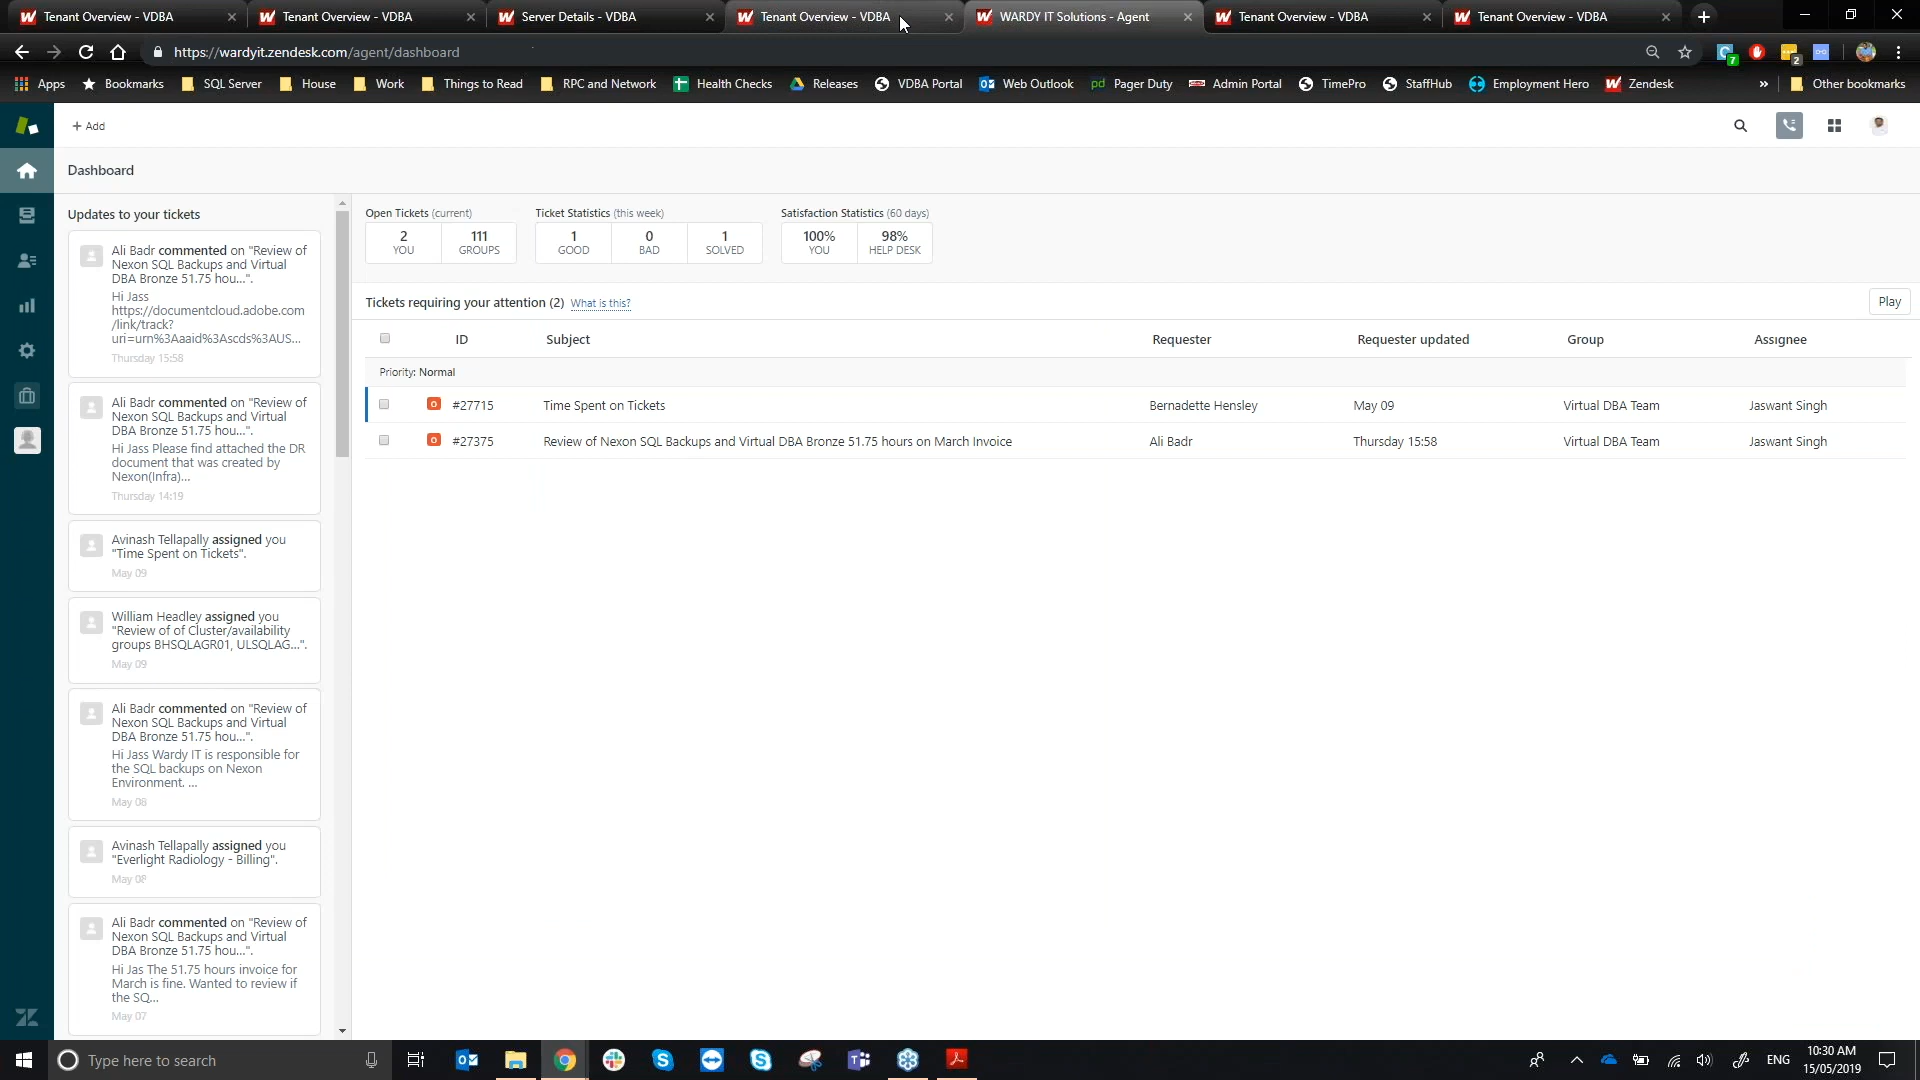 Tenant Overview - VDBA
Tenant Overview - VDBA
Server Details - VDBA
Tenant Overview - VDBA
WARDY IT Solutions - Agent
Tenant Overview - VDBA
Tenant Overview - VDBA
https://wardyit.zendesk.com/agent/dashboard
7
2
Apps
Bookmarks
SQL Server
House
Work
Things to Read
RPC and Network
Health Checks
Releases
VDBA Portal
Web Outlook
pd Pager Duty
Admin Portal
TimePro
StaffHub
Employment Hero
Zendesk
»
Other bookmarks
+ Add
Dashboard
Updates to your tickets
Ali Badr commented on "Review of
Nexon SQL Backups and Virtual
DBA Bronze 51.75 hou...".
Hi Jass
https://documentcloud.adobe.com
/link/track?
uri=urn%3Aaaid%3Ascds%3AUS...
Thursday 15:58
Ali Badr commented on "Review of
Nexon SQL Backups and Virtual
DBA Bronze 51.75 hou...".
Hi Jass Please find attached the DR
document that was created by
Nexon(Infra)...
Thursday 14:19
Avinash Tellapally assigned you
"Time Spent on Tickets".
May 09
William Headley assigned you
"Review of of Cluster/availability
groups BHSQLAGR01, ULSQLAG...".
May 09
Ali Badr commented on "Review of
Nexon SQL Backups and Virtual
DBA Bronze 51.75 hou...".
Hi Jass Wardy IT is responsible for
the SQL backups on Nexon
Environment. ...
May 08
Avinash Tellapally assigned you
"Everlight Radiology - Billing".
May 08
Ali Badr commented on "Review of
Nexon SQL Backups and Virtual
DBA Bronze 51.75 hou...".
Hi Jas The 51.75 hours invoice for
March is fine. Wanted to review if
the SQ...
May 07
Open Tickets (current)
2
YOU
111
GROUPS
Ticket Statistics (this week)
1
GOOD
0
BAD
1
SOLVED
Satisfaction Statistics (60 days)
100%
YOU
98%
HELP DESK
Tickets requiring your attention (2) What is this?
Play
ID Subject Requester Requester updated Group Assignee
Priority: Normal
O #27715 Time Spent on Tickets Bernadette Hensley May 09 Virtual DBA Team Jaswant Singh
O #27375 Review of Nexon SQL Backups and Virtual DBA Bronze 51.75 hours on March Invoice Ali Badr Thursday 15:58 Virtual DBA Team Jaswant Singh
Type here to search
ENG
10:30 AM
15/05/2019